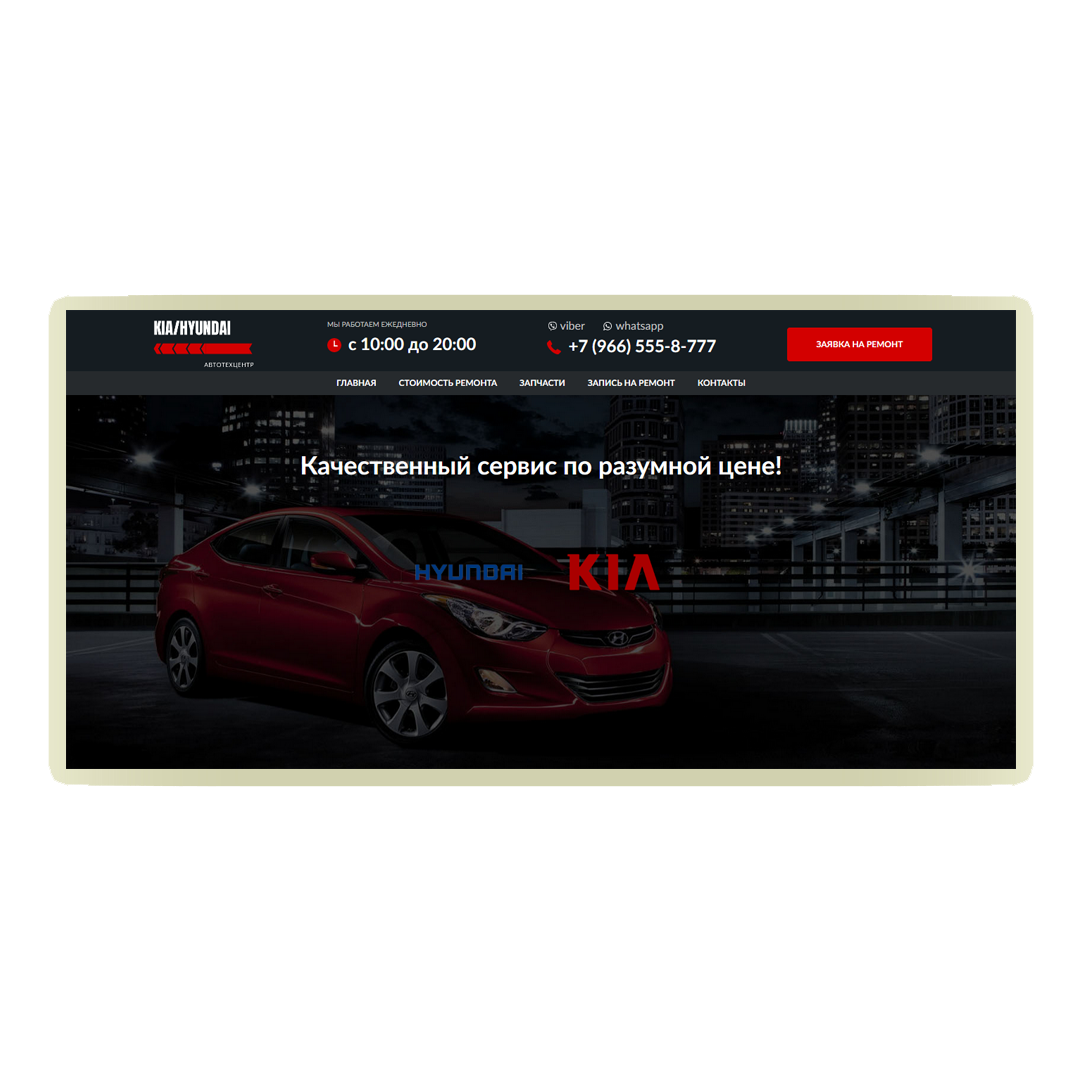 KIA/HYUNDAI
АВТОТЕХЦЕНТР
МЫ РАБОТАЕМ ЕЖЕДНЕВНО
с 10:00 до 20:00
viber whatsapp
+7 (966) 555-8-777
ЗАЯВКА НА РЕМОНТ
ГЛАВНАЯ СТОИМОСТЬ РЕМОНТА ЗАПЧАСТИ ЗАПИСЬ НА РЕМОНТ КОНТАКТЫ
Качественный сервис по разумной цене!
HYUNDAI KIA